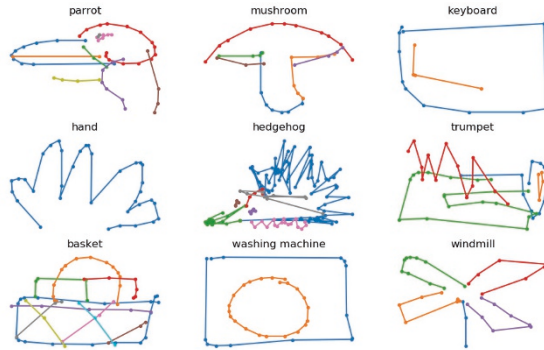 parrot
mushroom
keyboard
hand
hedgehog
trumpet
basket
washing machine
windmill